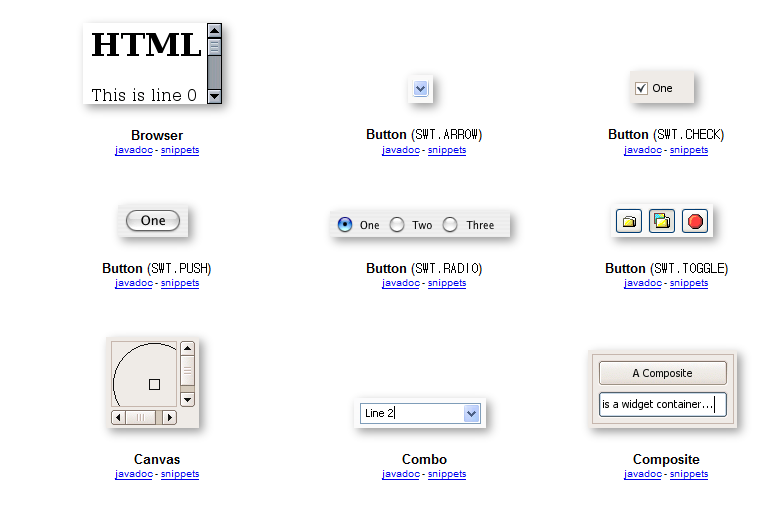 HTML
This is line 0
Browser
javadoc - snippets
Button (SWT.ARROW)
javadoc - snippets
One
Button (SWT.CHECK)
javadoc - snippets
One
Button (SWT.PUSH)
javadoc - snippets
One Two Three
Button (SWT.RADIO)
javadoc - snippets
Button (SWT.TOGGLE)
javadoc - snippets
Canvas
javadoc - snippets
Line 2
Combo
javadoc - snippets
A Composite
is a widget container...
Composite
javadoc - snippets